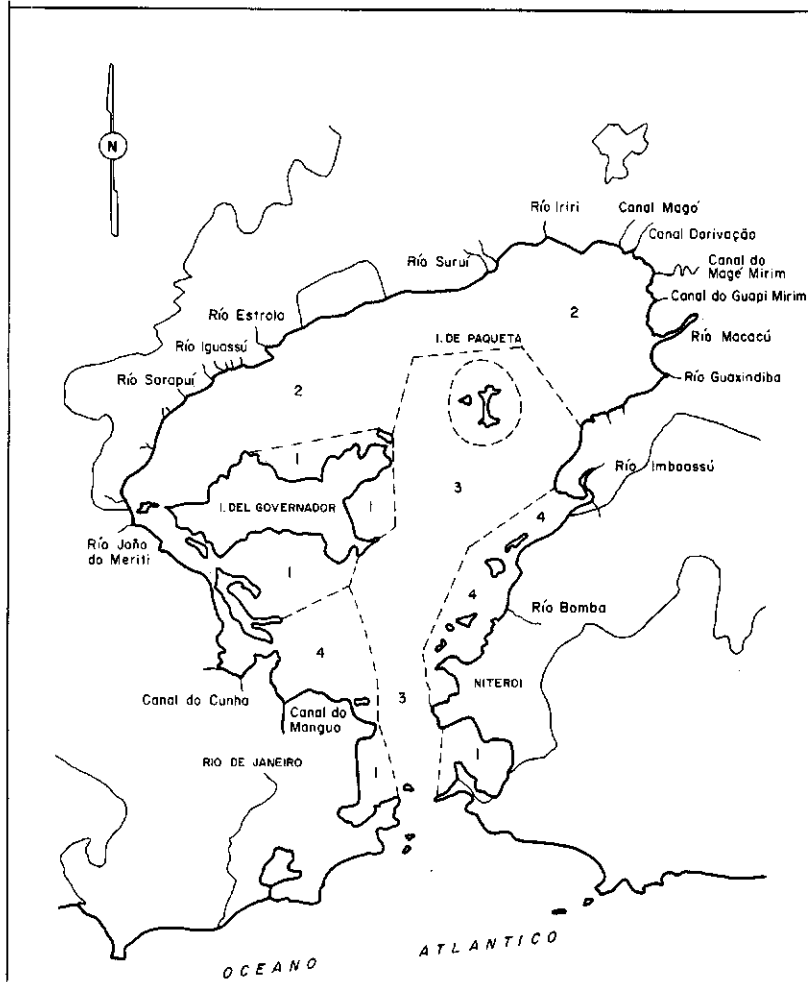 N
Río Iriri
Canal Magó
Canal Dorivação
Río Suruí
Canal do
Magé Mirim
Canal do Guapi Mirim
Río Estrola
2
Río Iguassú
I. DE PAQUETA
Río Macacú
Río Sarapuí
Río Guaxindiba
2
1
3
Río Imboassú
I. DEL GOVERNADOR
1
4
Río João
do Meriti
1
4
Río Bomba
4
Canal do Cunha
3
NITEROI
Canal do
Manguo
RIO DE JANEIRO
1
1
OCEANO ATLANTICO